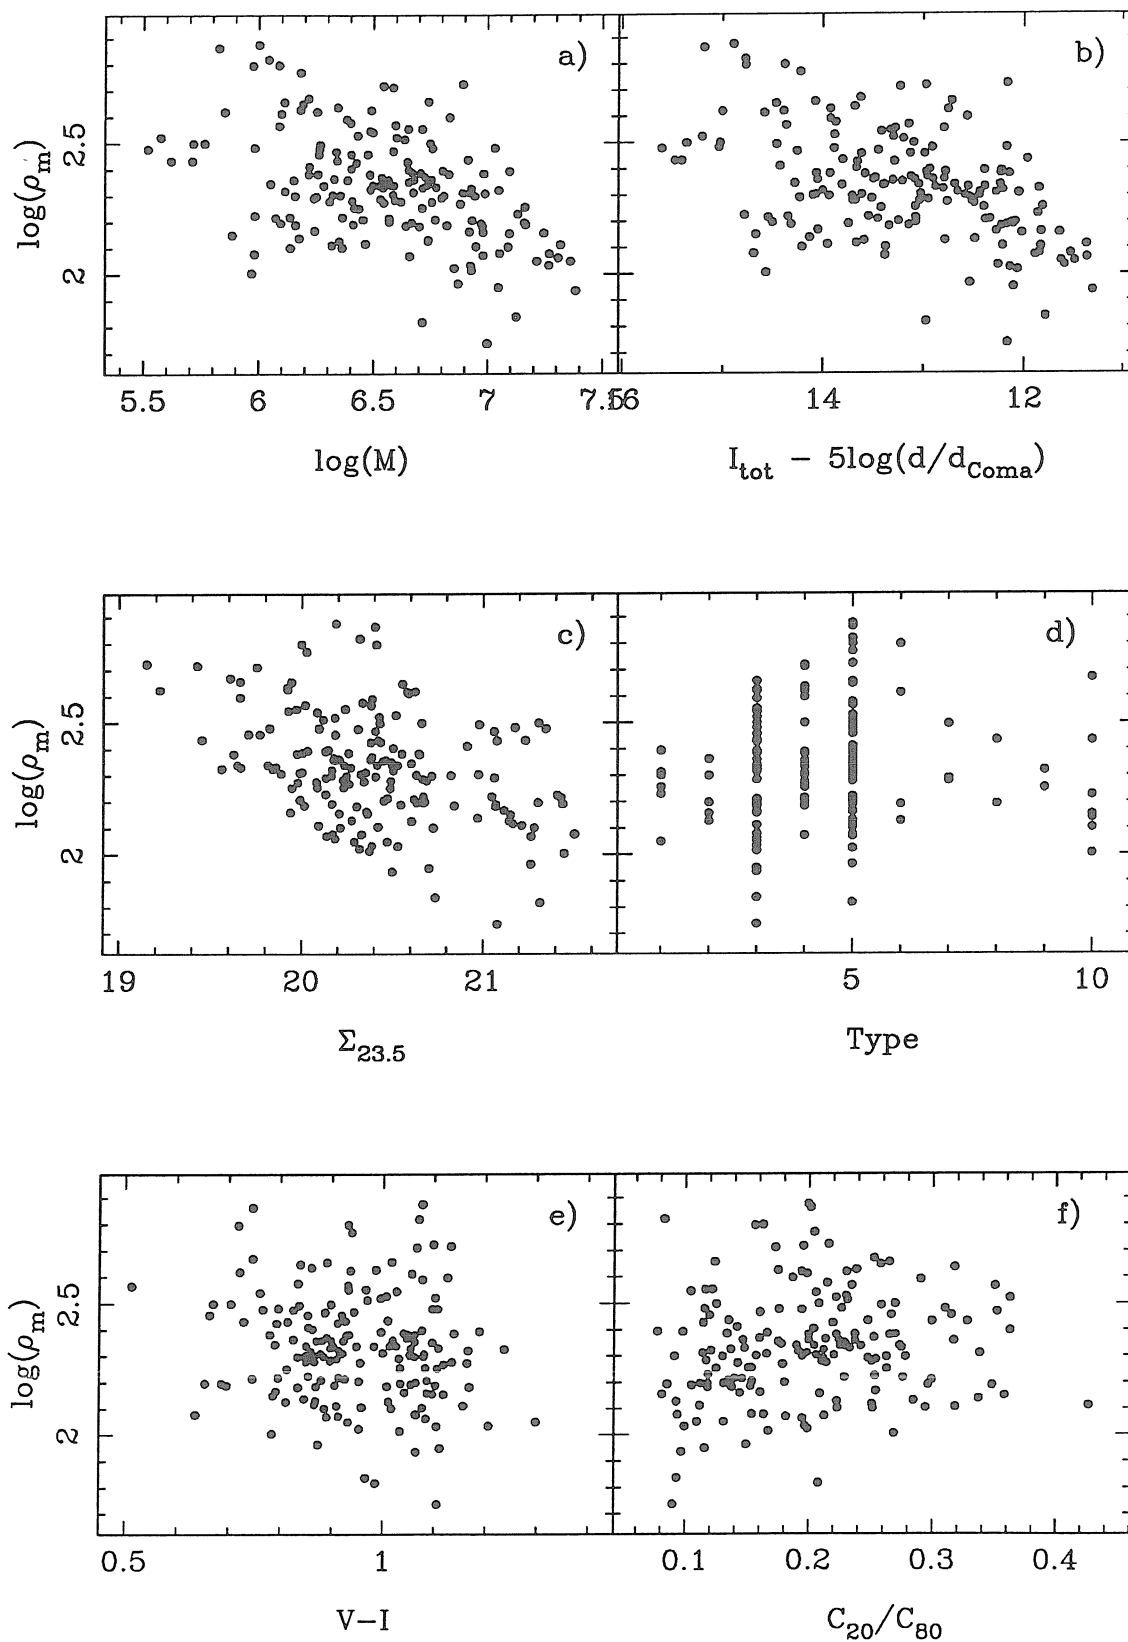 a)
b)
log(ρm)
2.5
2
5.5
6
6.5
7
7.5
16
14
12
log(M)
Itot − 5log(d/dComa)
c)
d)
log(ρm)
2.5
2
19
20
21
5
10
Σ23.5
Type
e)
f)
log(ρm)
2.5
2
0.5
1
0.1
0.2
0.3
0.4
V−I
C20/C80